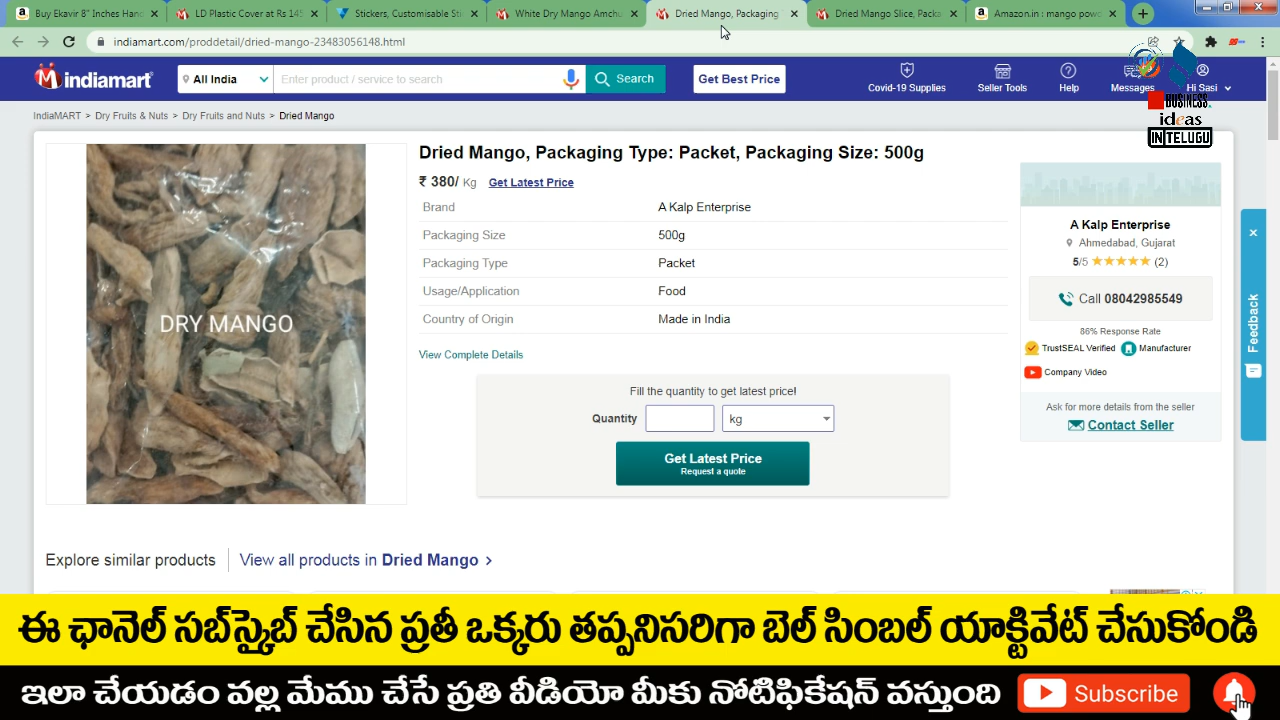 Buy Ekavir 8" Inches Hand
LD Plastic Cover at Rs 145
Stickers, Customisable Sti
White Dry Mango Amchu
Dried Mango, Packaging
Dried Mango Slice, Packa
Amazon.in : mango powd
indiamart.com/proddetail/dried-mango-23483056148.html
indiamart
All India
Enter product / service to search
Search
Get Best Price
Covid-19 Supplies
Seller Tools
Help
Messages
Hi Sasi
BUSINESS
ideas
IN TELUGU
IndiaMART > Dry Fruits & Nuts > Dry Fruits and Nuts > Dried Mango
DRY MANGO
Dried Mango, Packaging Type: Packet, Packaging Size: 500g
₹ 380/ Kg Get Latest Price
Brand A Kalp Enterprise
Packaging Size 500g
Packaging Type Packet
Usage/Application Food
Country of Origin Made in India
View Complete Details
Fill the quantity to get latest price!
Quantity kg
Get Latest Price
Request a quote
A Kalp Enterprise
Ahmedabad, Gujarat
5/5 ★★★★★ (2)
Call 08042985549
86% Response Rate
TrustSEAL Verified Manufacturer
Company Video
Ask for more details from the seller
Contact Seller
Feedback
Explore similar products
View all products in Dried Mango >
ఈ ఛానెల్ సబ్‌స్క్రైబ్ చేసిన ప్రతీ ఒక్కరు తప్పనిసరిగా బెల్ సింబల్ యాక్టివేట్ చేసుకోండి
ఇలా చేయడం వల్ల మేము చేసే ప్రతి వీడియో మీకు నోటిఫికేషన్ వస్తుంది
Subscribe